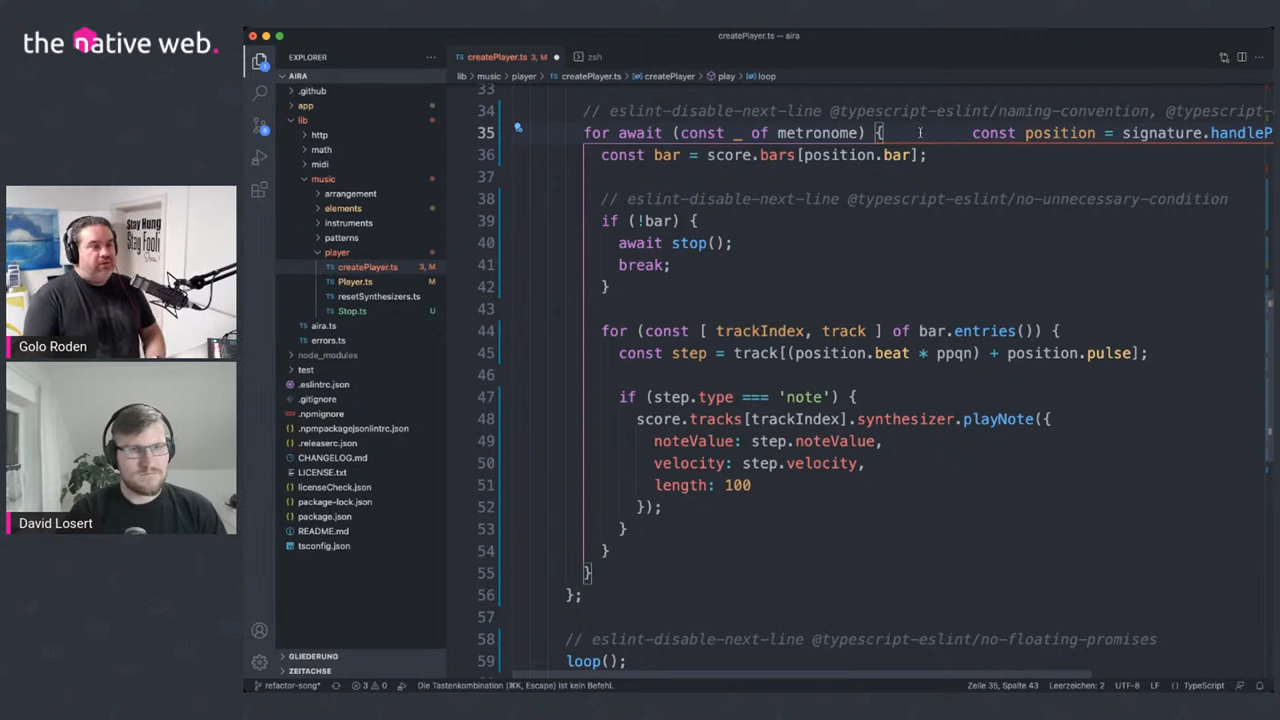 the native web.
createPlayer.ts — aira
EXPLORER ···
createPlayer.ts 3, M
zsh
lib › music › player › TS createPlayer.ts › createPlayer › play › loop
AIRA
.github
app
lib
http
math
midi
music
arrangement
elements
instruments
patterns
player
TS createPlayer.ts 3, M
TS Player.ts M
TS resetSynthesizers.ts
TS Stop.ts
TS aira.ts
TS errors.ts
node_modules
test
.eslintrc.json
.gitignore
.npmignore
.npmpackagejsonlintrc.json
.releaserc.json
CHANGELOG.md
LICENSE.txt
licenseCheck.json
package-lock.json
package.json
README.md
tsconfig.json
GLIEDERUNG
ZEITACHSE
33
34 // eslint-disable-next-line @typescript-eslint/naming-convention, @typescript-
35 for await (const _ of metronome) { const position = signature.handleP
36 const bar = score.bars[position.bar];
37
38 // eslint-disable-next-line @typescript-eslint/no-unnecessary-condition
39 if (!bar) {
40 await stop();
41 break;
42 }
43
44 for (const [ trackIndex, track ] of bar.entries()) {
45 const step = track[(position.beat * ppqn) + position.pulse];
46
47 if (step.type === 'note') {
48 score.tracks[trackIndex].synthesizer.playNote({
49 noteValue: step.noteValue,
50 velocity: step.velocity,
51 length: 100
52 });
53 }
54 }
55 }
56 };
57
58 // eslint-disable-next-line @typescript-eslint/no-floating-promises
59 loop();
refactor-song* 3 0 Die Tastenkombination (⌘K, Escape) ist kein Befehl. Zeile 35, Spalte 43 Leerzeichen: 2 UTF-8 LF { } TypeScript
Golo Roden
David Losert